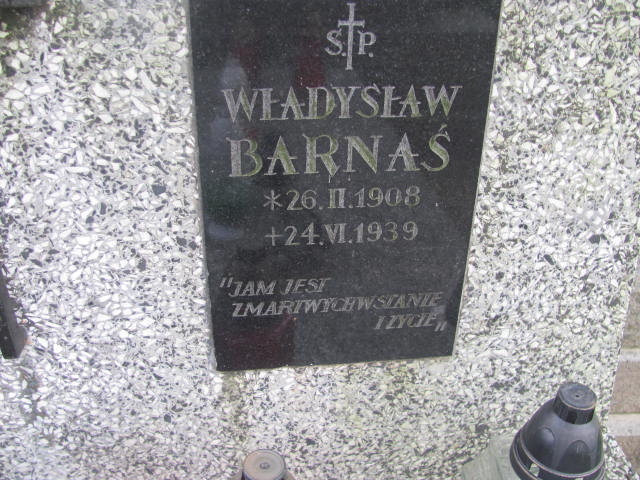 Ś.P.
WŁADYSŁAW
BARNAŚ
*26.II.1908
+24.VI.1939
"JAM JEST
ZMARTWYCHWSTANIE
I ŻYCIE"